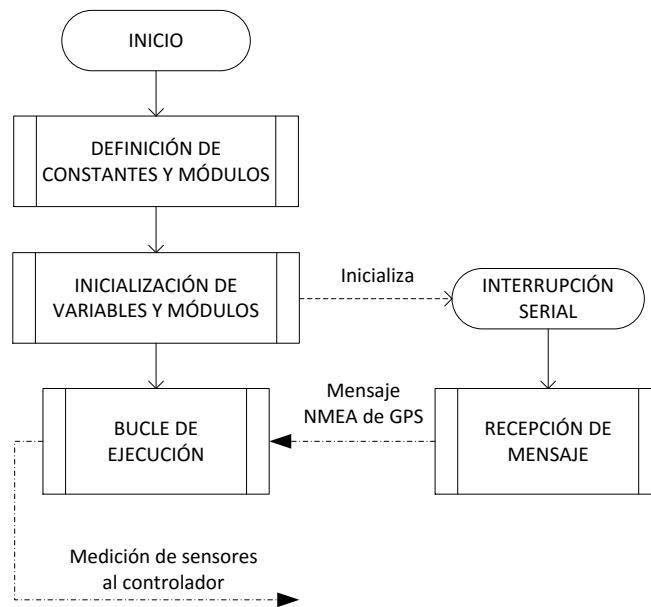 INICIO
DEFINICIÓN DE
CONSTANTES Y MÓDULOS
INICIALIZACIÓN DE
VARIABLES Y MÓDULOS
Inicializa
INTERRUPCIÓN
SERIAL
BUCLE DE
EJECUCIÓN
Mensaje
NMEA de GPS
RECEPCIÓN DE
MENSAJE
Medición de sensores
al controlador